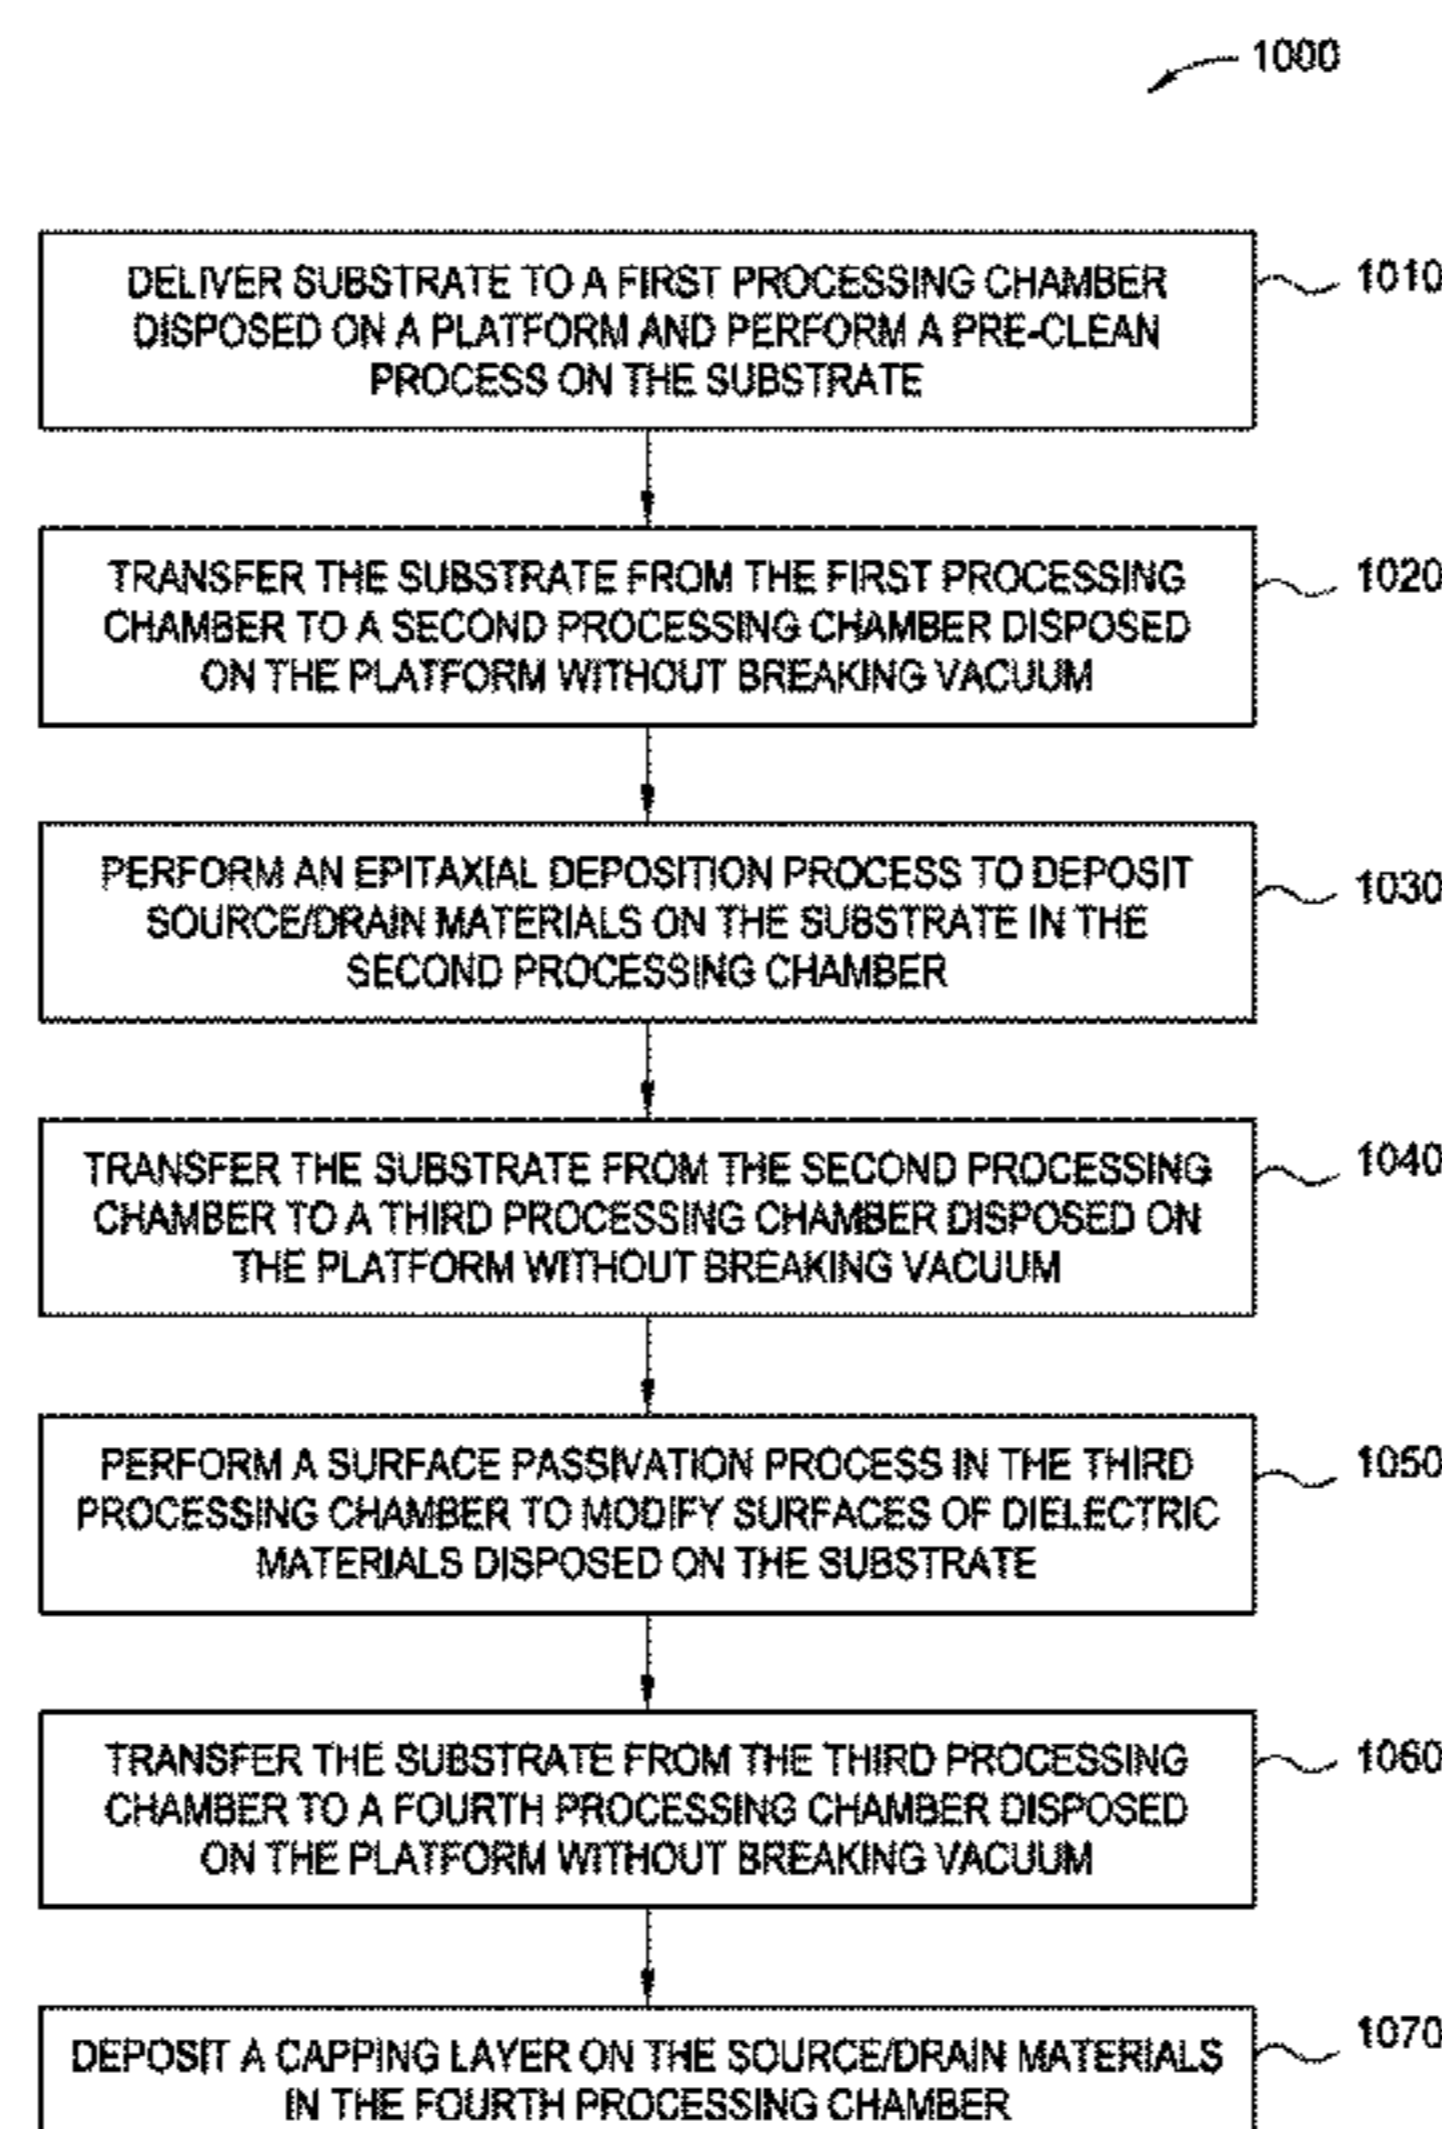 1000
DELIVER SUBSTRATE TO A FIRST PROCESSING CHAMBER
DISPOSED ON A PLATFORM AND PERFORM A PRE-CLEAN
PROCESS ON THE SUBSTRATE
1010
TRANSFER THE SUBSTRATE FROM THE FIRST PROCESSING
CHAMBER TO A SECOND PROCESSING CHAMBER DISPOSED
ON THE PLATFORM WITHOUT BREAKING VACUUM
1020
PERFORM AN EPITAXIAL DEPOSITION PROCESS TO DEPOSIT
SOURCE/DRAIN MATERIALS ON THE SUBSTRATE IN THE
SECOND PROCESSING CHAMBER
1030
TRANSFER THE SUBSTRATE FROM THE SECOND PROCESSING
CHAMBER TO A THIRD PROCESSING CHAMBER DISPOSED ON
THE PLATFORM WITHOUT BREAKING VACUUM
1040
PERFORM A SURFACE PASSIVATION PROCESS IN THE THIRD
PROCESSING CHAMBER TO MODIFY SURFACES OF DIELECTRIC
MATERIALS DISPOSED ON THE SUBSTRATE
1050
TRANSFER THE SUBSTRATE FROM THE THIRD PROCESSING
CHAMBER TO A FOURTH PROCESSING CHAMBER DISPOSED
ON THE PLATFORM WITHOUT BREAKING VACUUM
1060
DEPOSIT A CAPPING LAYER ON THE SOURCE/DRAIN MATERIALS
IN THE FOURTH PROCESSING CHAMBER
1070